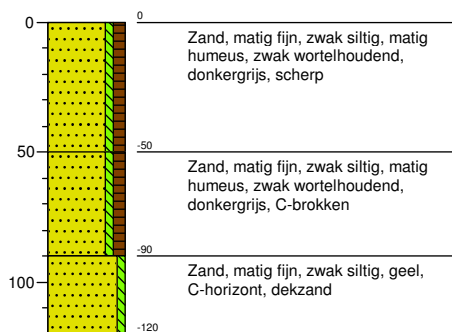 0
0
Zand, matig fijn, zwak siltig, matig
humeus, zwak wortelhoudend,
donkergrijs, scherp
50
-50
Zand, matig fijn, zwak siltig, matig
humeus, zwak wortelhoudend,
donkergrijs, C-brokken
-90
Zand, matig fijn, zwak siltig, geel,
C-horizont, dekzand
100
-120